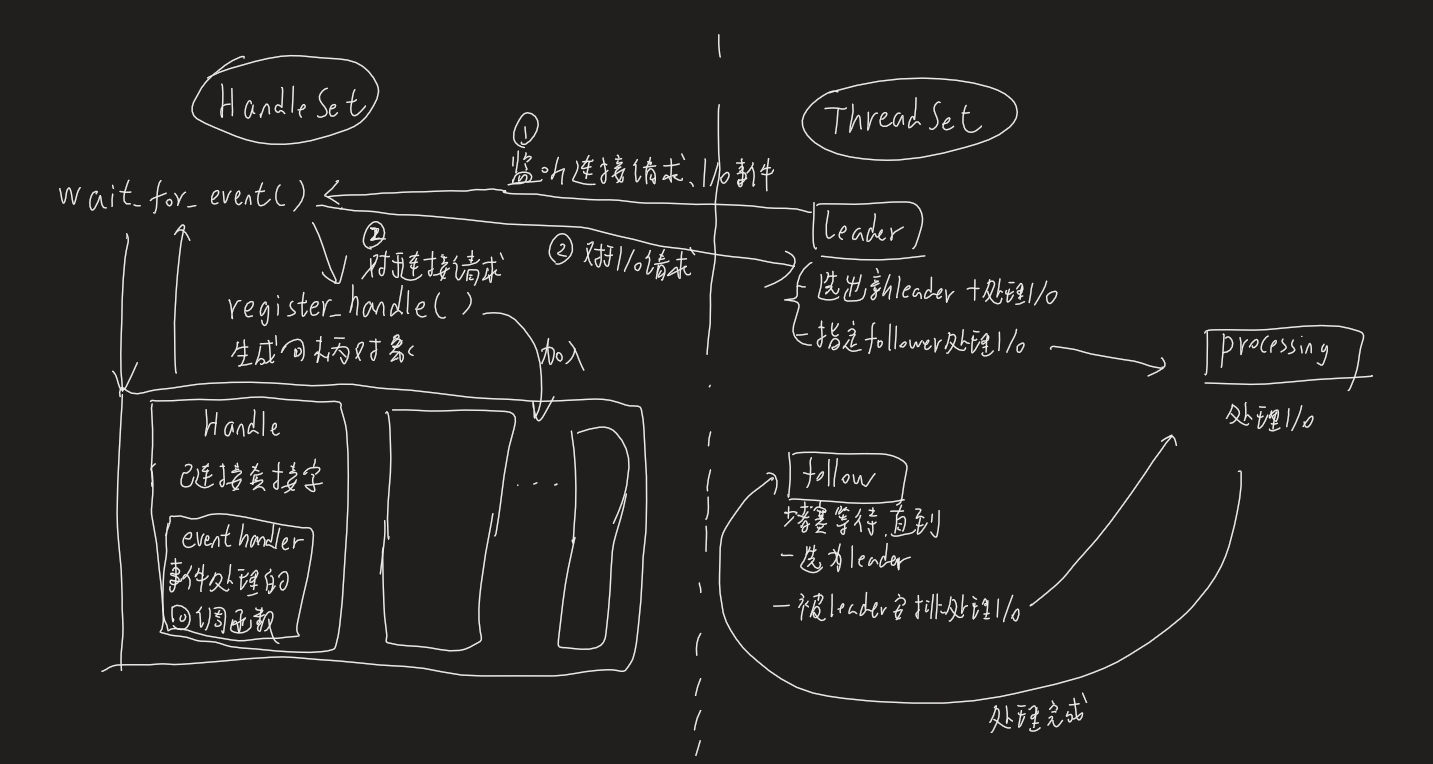 HandleSet
wait_for_event()
①
监听连接请求、I/O事件
②
对于连接请求
② 对于I/O请求
register_handle()
生成句柄对象
加入
Handle
已连接套接字
eventhandler
事件处理的
回调函数
...
ThreadSet
leader
- 选出新leader + 处理I/O
- 指定follower处理I/O
processing
处理I/O
follow
堵塞等待,直到
- 选为leader
- 被leader安排处理I/O
处理完成